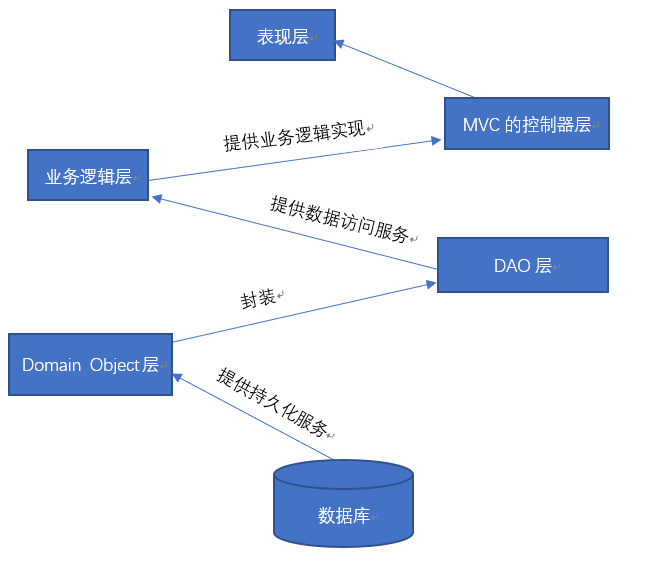 表现层
MVC 的控制器层
提供业务逻辑实现
业务逻辑层
提供数据访问服务
DAO 层
封装
Domain Object层
提供持久化服务
数据库